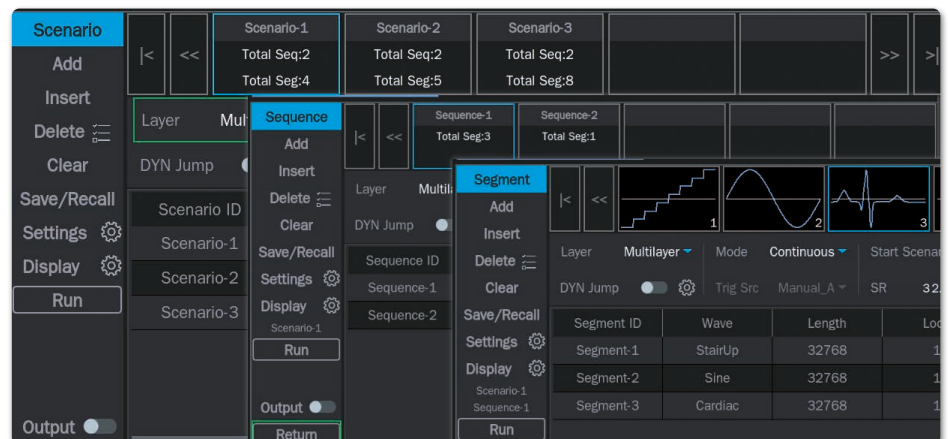 Scenario
Add
Insert
Delete
Clear
Save/Recall
Settings
Display
Run
Output
|< << Scenario-1 Scenario-2 Scenario-3 >> >|
Total Seq:2 Total Seq:2 Total Seq:2
Total Seg:4 Total Seg:5 Total Seg:8
Layer
DYN Jump
Scenario ID
Scenario-1
Scenario-2
Scenario-3
Sequence
Add
Insert
Delete
Clear
Save/Recall
Settings
Display
Scenario-1
Run
Output
Return
|< << Sequence-1 Sequence-2
Total Seg:3 Total Seg:1
Layer
DYN Jump
Sequence ID
Sequence-1
Sequence-2
Segment
Add
Insert
Delete
Clear
Save/Recall
Settings
Display
Scenario-1
Sequence-1
Run
|< << 1 2 3
Layer Multilayer Mode Continuous Start
DYN Jump Trig Src Manual_A SR
Segment ID Wave Length
Segment-1 StairUp 32768
Segment-2 Sine 32768
Segment-3 Cardiac 32768